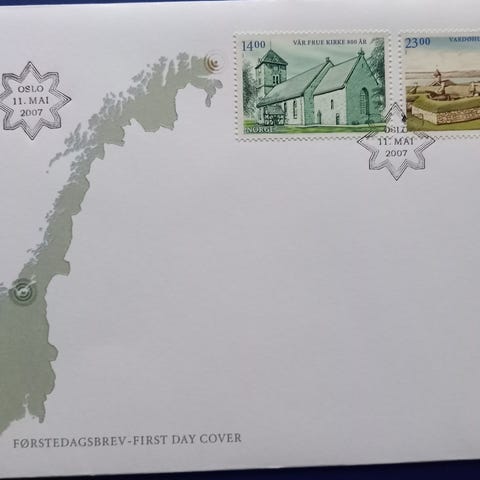 14.00 VÅR FRUE KIRKE 800 ÅR
NORGE
23.00
OSLO
11. MAI
2007
OSLO
11. MAI
2007
FØRSTEDAGSBREV-FIRST DAY COVER